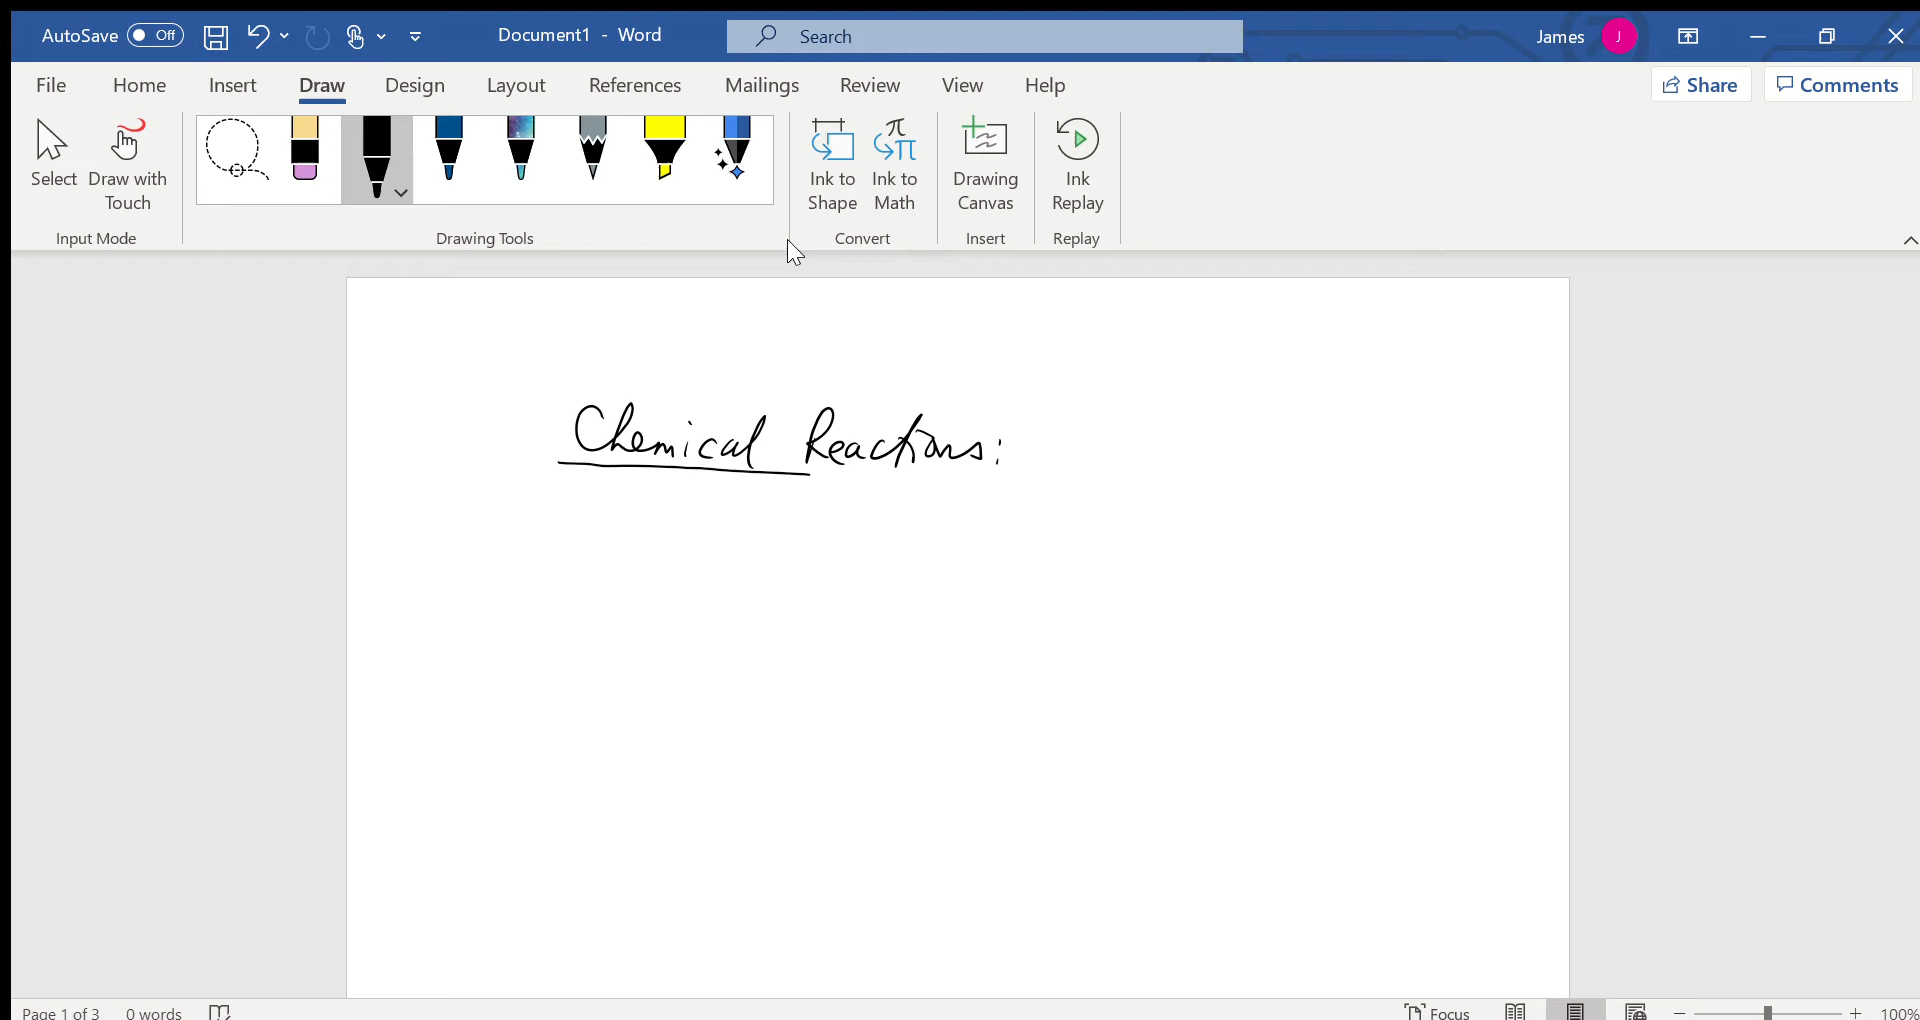 AutoSave Off Document1 - Word Search James J
File Home Insert Draw Design Layout References Mailings Review View Help Share Comments
Select Draw with Touch Ink to Shape Ink to Math Drawing Canvas Ink Replay
Input Mode Drawing Tools Convert Insert Replay
Chemical Reactions:
Page 1 of 3 0 words Focus 100%